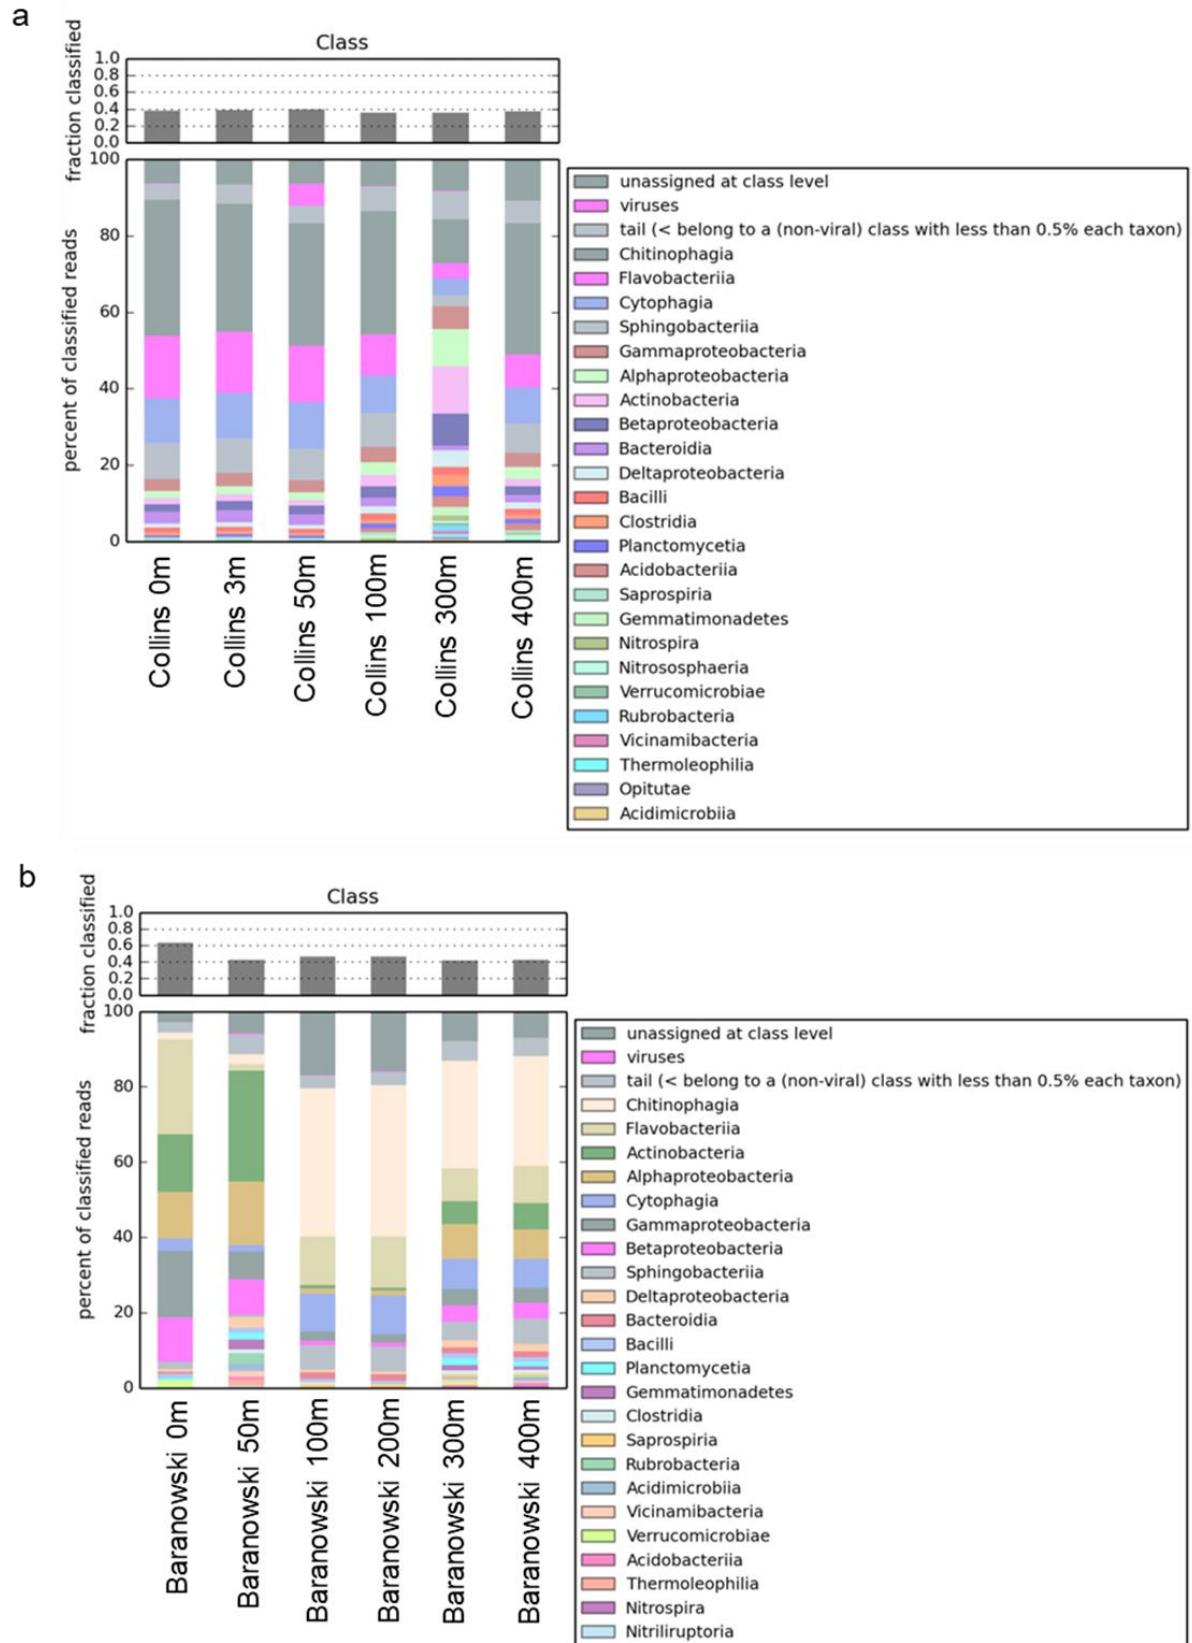 a
Class
fraction classified
1.0
0.8
0.6
0.4
0.2
0.0
percent of classified reads
100
80
60
40
20
0
Collins 0m
Collins 3m
Collins 50m
Collins 100m
Collins 300m
Collins 400m
unassigned at class level
viruses
tail (< belong to a (non-viral) class with less than 0.5% each taxon)
Chitinophagia
Flavobacteriia
Cytophagia
Sphingobacteriia
Gammaproteobacteria
Alphaproteobacteria
Actinobacteria
Betaproteobacteria
Bacteroidia
Deltaproteobacteria
Bacilli
Clostridia
Planctomycetia
Acidobacteriia
Saprospiria
Gemmatimonadetes
Nitrospira
Nitrososphaeria
Verrucomicrobiae
Rubrobacteria
Vicinamibacteria
Thermoleophilia
Opitutae
Acidimicrobiia
b
Class
fraction classified
1.0
0.8
0.6
0.4
0.2
0.0
percent of classified reads
100
80
60
40
20
0
Baranowski 0m
Baranowski 50m
Baranowski 100m
Baranowski 200m
Baranowski 300m
Baranowski 400m
unassigned at class level
viruses
tail (< belong to a (non-viral) class with less than 0.5% each taxon)
Chitinophagia
Flavobacteriia
Actinobacteria
Alphaproteobacteria
Cytophagia
Gammaproteobacteria
Betaproteobacteria
Sphingobacteriia
Deltaproteobacteria
Bacteroidia
Bacilli
Planctomycetia
Gemmatimonadetes
Clostridia
Saprospiria
Rubrobacteria
Acidimicrobiia
Vicinamibacteria
Verrucomicrobiae
Acidobacteriia
Thermoleophilia
Nitrospira
Nitriliruptoria